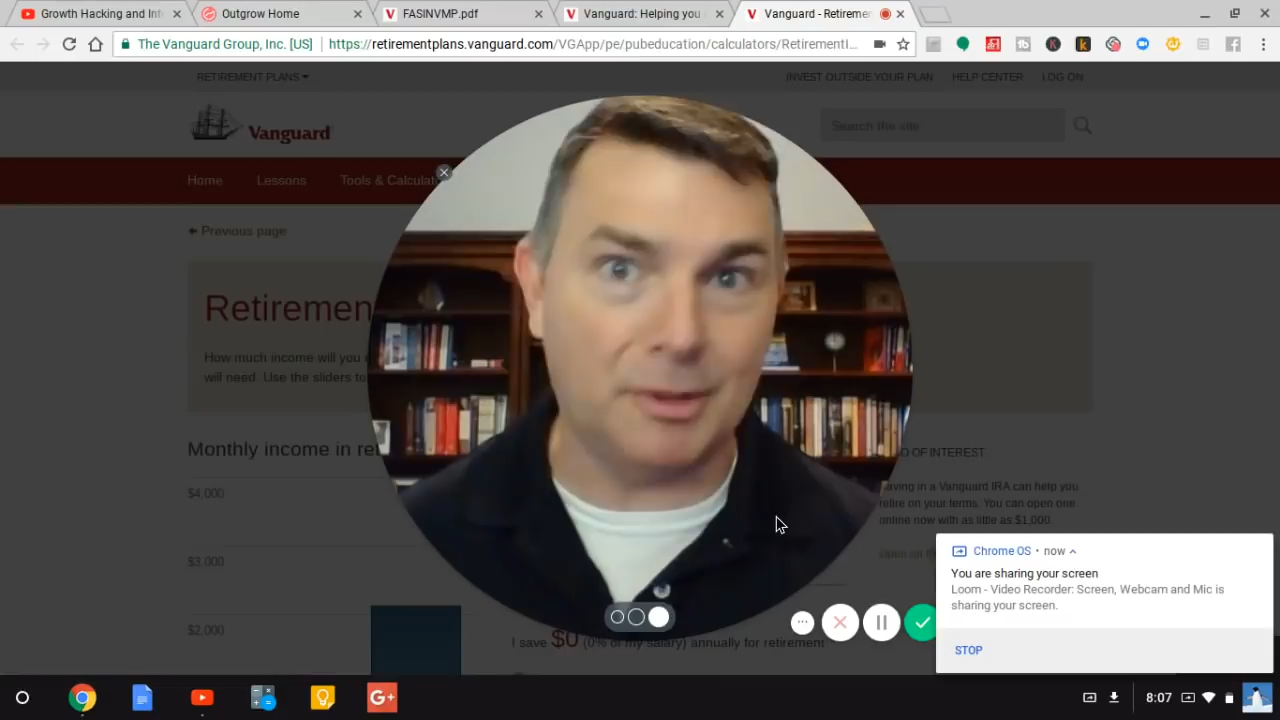 Growth Hacking and Int
Outgrow Home
FASINVMP.pdf
Vanguard: Helping you
Vanguard - Retiremen
The Vanguard Group, Inc. [US]
https://retirementplans.vanguard.com/VGApp/pe/pubeducation/calculators/RetirementI...
RETIREMENT PLANS
INVEST OUTSIDE YOUR PLAN
HELP CENTER
LOG ON
Vanguard
Search the site
Home
Lessons
Tools & Calculat
Previous page
Retiremen
How much income will you
will need. Use the sliders to
Monthly income in re
$4,000
$3,000
$2,000
OF INTEREST
aving in a Vanguard IRA can help you
retire on your terms. You can open one
online now with as little as $1,000.
Open an
I save $0 (0% of my salary) annually for retirement
Chrome OS • now
You are sharing your screen
Loom - Video Recorder: Screen, Webcam and Mic is
sharing your screen.
STOP
G+
8:07